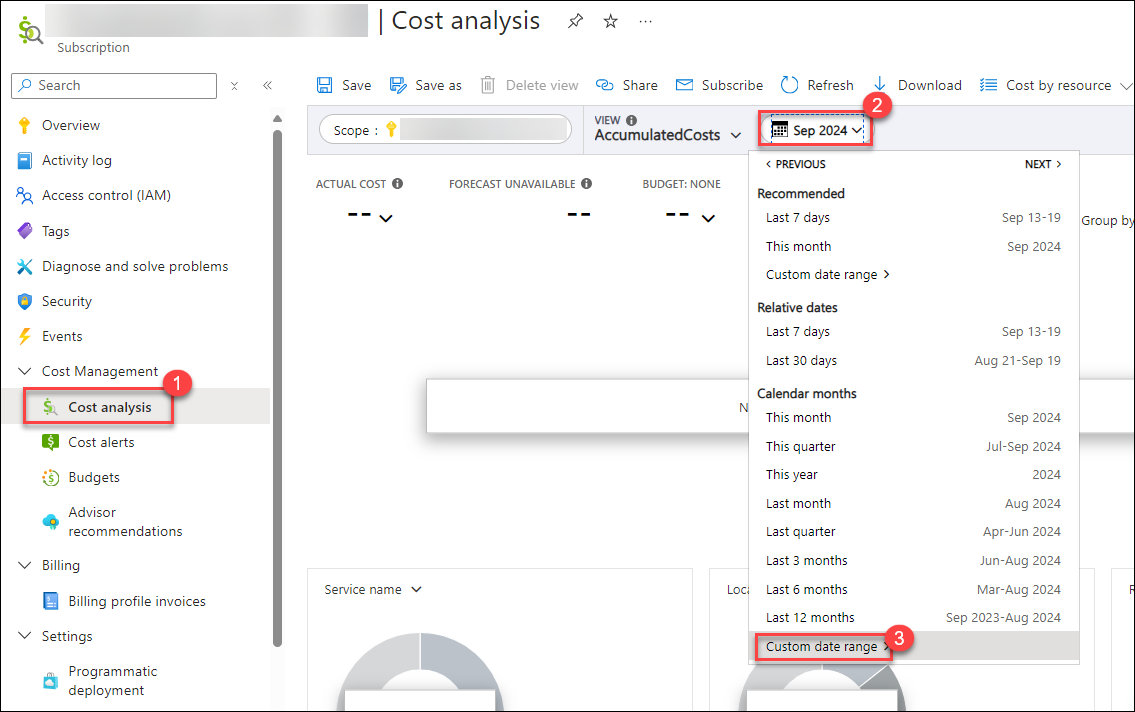 | Cost analysis
Subscription
Search
Save
Save as
Delete view
Share
Subscribe
Refresh
Download
Cost by resource
Overview
Activity log
Access control (IAM)
Tags
Diagnose and solve problems
Security
Events
Cost Management
1
Cost analysis
Cost alerts
Budgets
Advisor
recommendations
Billing
Billing profile invoices
Settings
Programmatic
deployment
Scope :
VIEW
AccumulatedCosts
Sep 2024
2
ACTUAL COST
--
FORECAST UNAVAILABLE
--
BUDGET: NONE
--
Group by
PREVIOUS NEXT
Recommended
Last 7 days Sep 13-19
This month Sep 2024
Custom date range
Relative dates
Last 7 days Sep 13-19
Last 30 days Aug 21-Sep 19
Calendar months
This month Sep 2024
This quarter Jul-Sep 2024
This year 2024
Last month Aug 2024
Last quarter Apr-Jun 2024
Last 3 months Jun-Aug 2024
Last 6 months Mar-Aug 2024
Last 12 months Sep 2023-Aug 2024
Custom date range
3
Service name